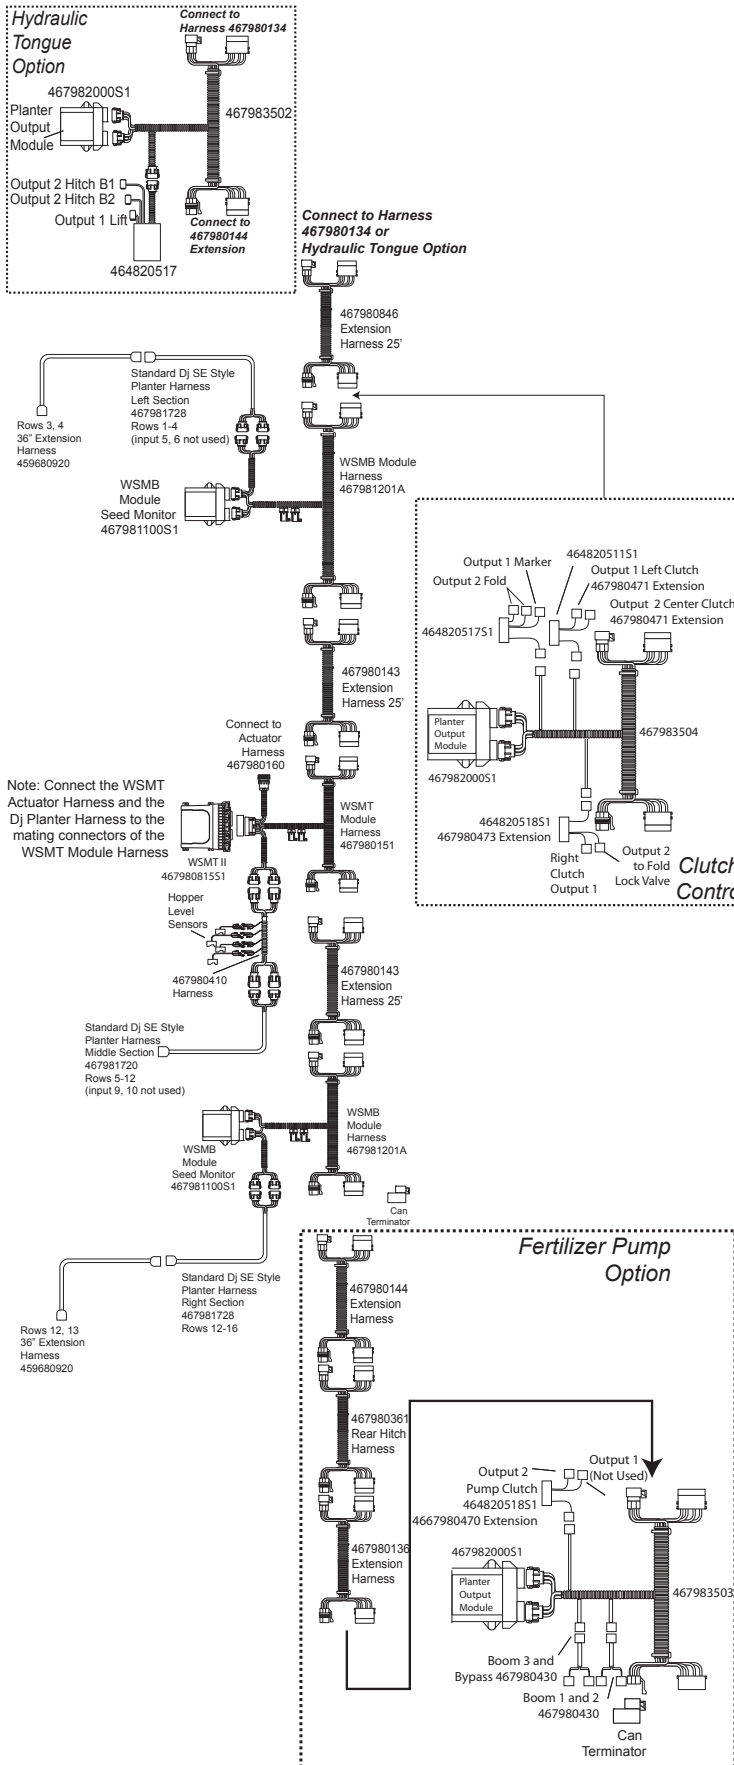 Hydraulic
Tongue
Option
Connect to
Harness 467980134
467982000S1
Planter
Output
Module
467983502
Output 2 Hitch B1
Output 2 Hitch B2
Output 1 Lift
464820517
Connect to
467980144
Extension
Connect to Harness
467980134 or
Hydraulic Tongue Option
467980846
Extension
Harness 25'
Standard Dj SE Style
Planter Harness
Left Section
467981728
Rows 1-4
(input 5, 6 not used)
Rows 3, 4
36" Extension
Harness
459680920
WSMB
Module
Seed Monitor
467981100S1
WSMB Module
Harness
467981201A
467980143
Extension
Harness 25'
Connect to
Actuator
Harness
467980160
Note: Connect the WSMT
Actuator Harness and the
Dj Planter Harness to the
mating connectors of the
WSMT Module Harness
WSMT
Module
Harness
467980151
WSMT II
467980815S1
Hopper
Level
Sensors
467980410
Harness
467980143
Extension
Harness 25'
Standard Dj SE Style
Planter Harness
Middle Section
467981720
Rows 5-12
(input 9, 10 not used)
WSMB
Module
Harness
467981201A
WSMB
Module
Seed Monitor
467981100S1
Can
Terminator
Standard Dj SE Style
Planter Harness
Right Section
467981728
Rows 12-16
Rows 12, 13
36" Extension
Harness
459680920
464820511S1
Output 1 Marker
Output 2 Fold
Output 1 Left Clutch
467980471 Extension
Output 2 Center Clutch
467980471 Extension
464820517S1
Planter
Output
Module
467982000S1
467983504
464820518S1
467980473 Extension
Right
Clutch
Output 1
Output 2
to Fold
Lock Valve
Clutch
Contro
Fertilizer Pump
Option
467980144
Extension
Harness
467980361
Rear Hitch
Harness
467980136
Extension
Harness
Output 2
Output 1
(Not Used)
Pump Clutch
464820518S1
4667980470 Extension
467982000S1
Planter
Output
Module
467983503
Boom 3 and
Bypass 467980430
Boom 1 and 2
467980430
Can
Terminator